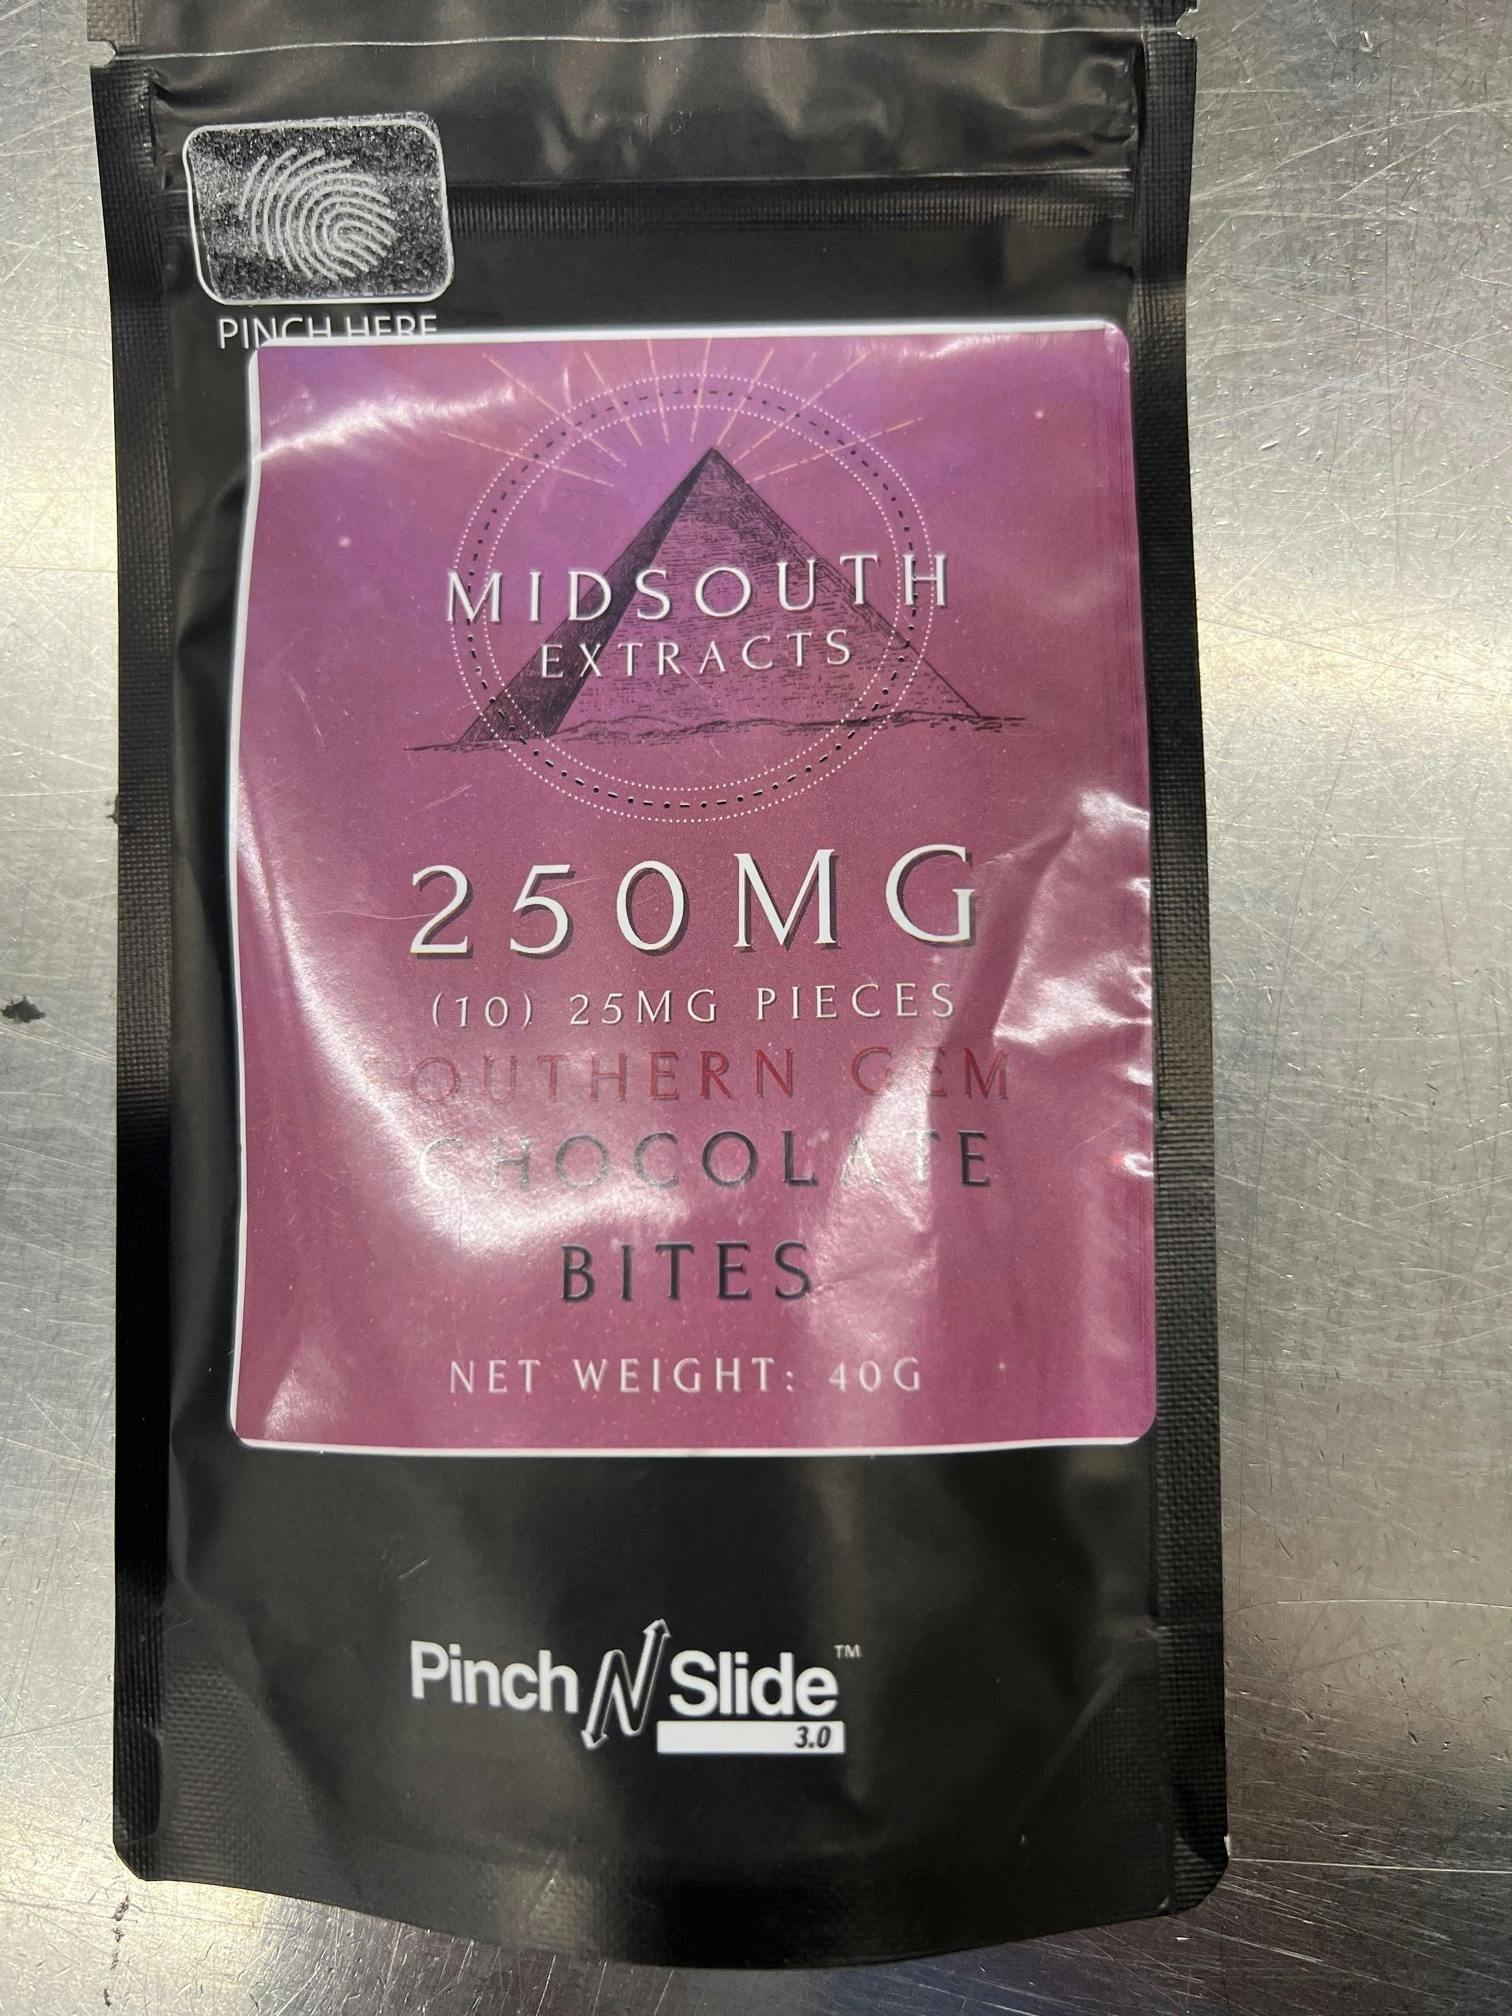 PINCH HERE
MIDSOUTH
EXTRACTS
250MG
(10) 25MG PIECES
SOUTHERN GEM
CHOCOLATE
BITES
NET WEIGHT: 40G
Pinch N Slide™
3.0